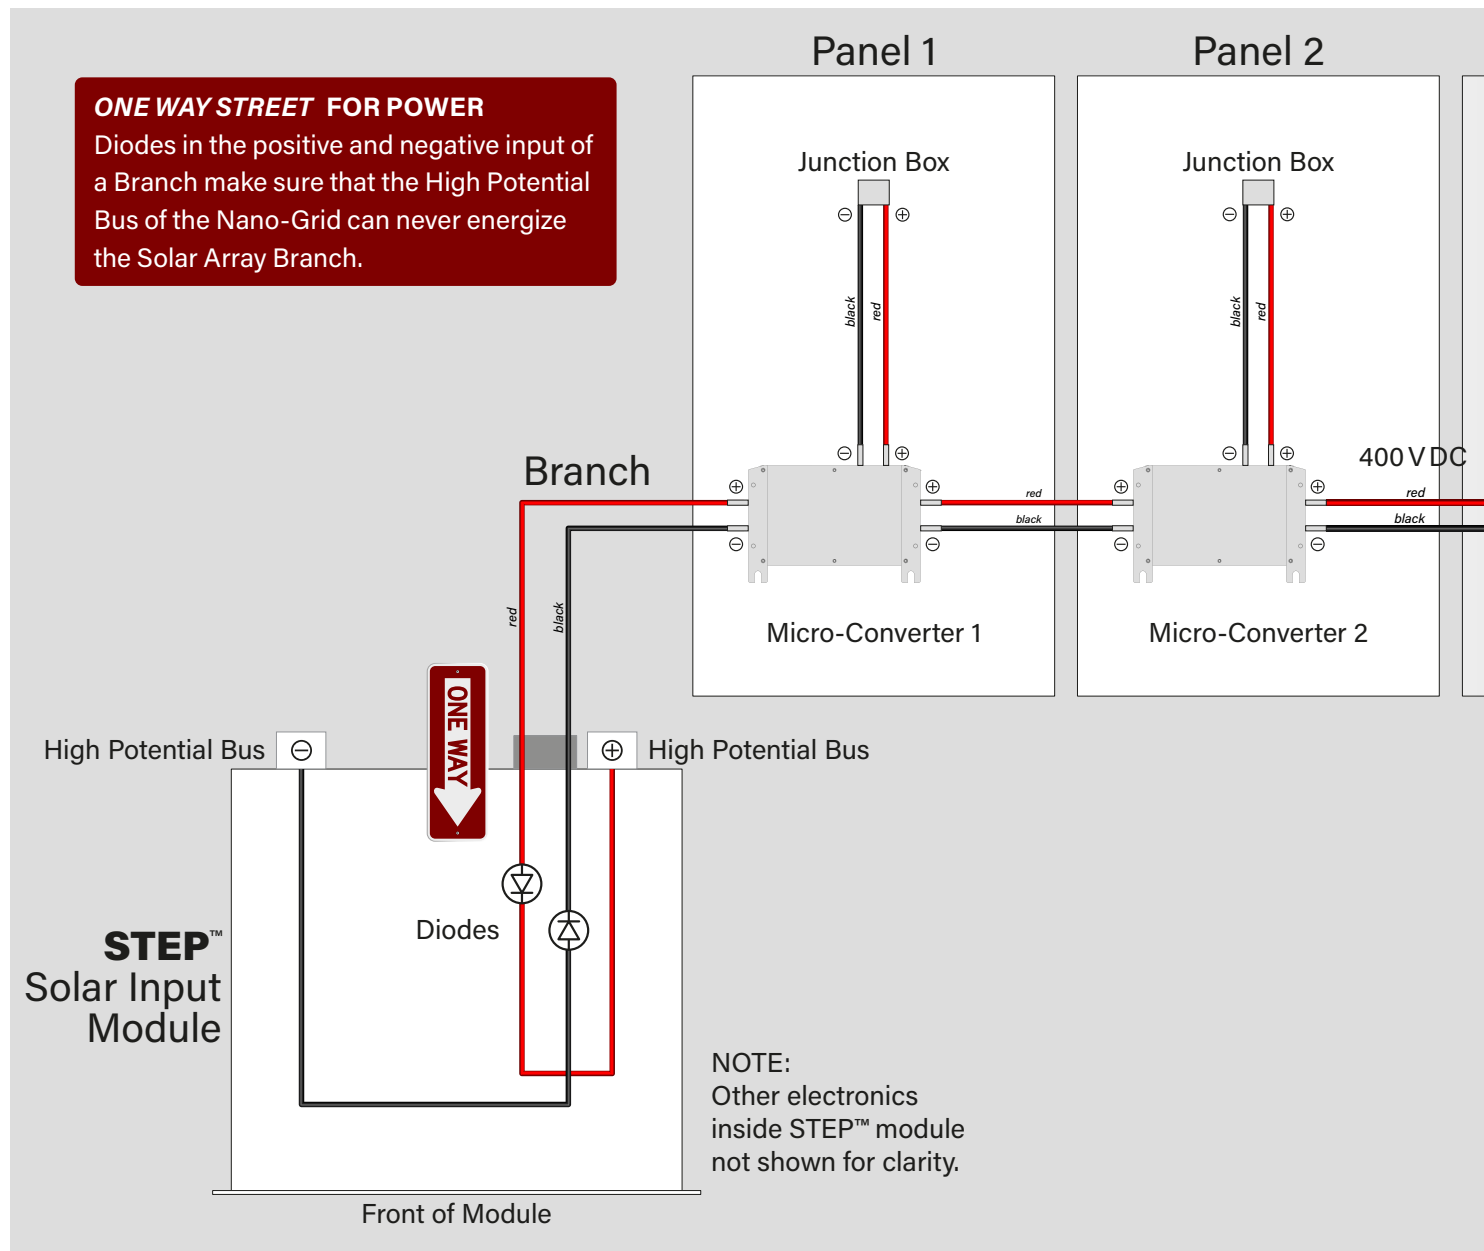 Panel 1
Panel 2
ONE WAY STREET FOR POWER
Diodes in the positive and negative input of
a Branch make sure that the High Potential
Bus of the Nano-Grid can never energize
the Solar Array Branch.
Junction Box
Junction Box
⊖ ⊕
⊖ ⊕
black
red
black
red
⊖ ⊕
⊖ ⊕
Branch
400 V DC
⊕ ⊕
⊕ ⊕
red
red
black
black
⊖ ⊖
⊖ ⊖
red
black
Micro-Converter 1
Micro-Converter 2
ONE WAY
High Potential Bus ⊖
⊕ High Potential Bus
Diodes
STEP™
Solar Input
Module
NOTE:
Other electronics
inside STEP™ module
not shown for clarity.
Front of Module